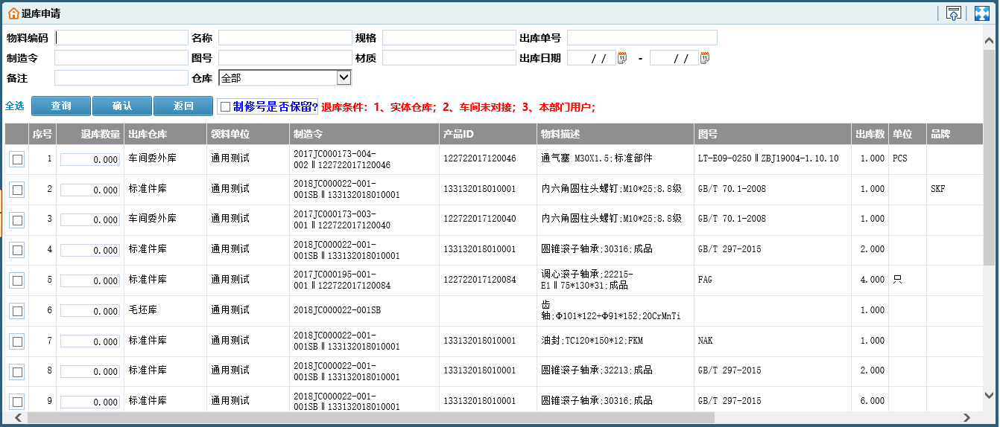 退库申请
物料编码 名称 规格 出库单号
制造令 图号 材质 出库日期 / / 11 - / / 11
备注 仓库 全部
全选 查询 确认 返回 制修号是否保留? 退库条件：1、实体仓库；2、车间未对接；3、本部门用户；
序号 退库数量 出库仓库 领料单位 制造令 产品ID 物料描述 图号 出库数 单位 品牌
1 0.000 车间委外库 通用测试 2017JC000173-004-002‖122722017120046 122722017120046 通气塞 M30X1.5;标准部件 LT-E09-0250‖ZBJ19004-1.10.10 1.000 PCS
2 0.000 标准件库 通用测试 2018JC000022-001-001SB‖133132018010001 133132018010001 内六角圆柱头螺钉;M10*25;8.8级 GB/T 70.1-2008 1.000 SKF
3 0.000 车间委外库 通用测试 2017JC000173-003-001‖122722017120040 122722017120040 内六角圆柱头螺钉;M10*25;8.8级 GB/T 70.1-2008 1.000
4 0.000 标准件库 通用测试 2018JC000022-001-001SB‖133132018010001 133132018010001 圆锥滚子轴承;30316;成品 GB/T 297-2015 2.000
5 0.000 标准件库 通用测试 2017JC000195-001-001‖122722017120084 122722017120084 调心滚子轴承;22215-E1‖75*130*31;成品 FAG 4.000 只
6 0.000 毛坯库 通用测试 2018JC000022-001SB 齿轴;Φ101*122+Φ91*152;20CrMnTi 1.000
7 0.000 标准件库 通用测试 2018JC000022-001-001SB‖133132018010001 133132018010001 油封;TC120*150*12;FKM NAK 1.000
8 0.000 标准件库 通用测试 2018JC000022-001-001SB‖133132018010001 133132018010001 圆锥滚子轴承;32213;成品 GB/T 297-2015 2.000
9 0.000 标准件库 通用测试 2018JC000022-001-001SB‖133132018010001 133132018010001 圆锥滚子轴承;30316;成品 GB/T 297-2015 6.000